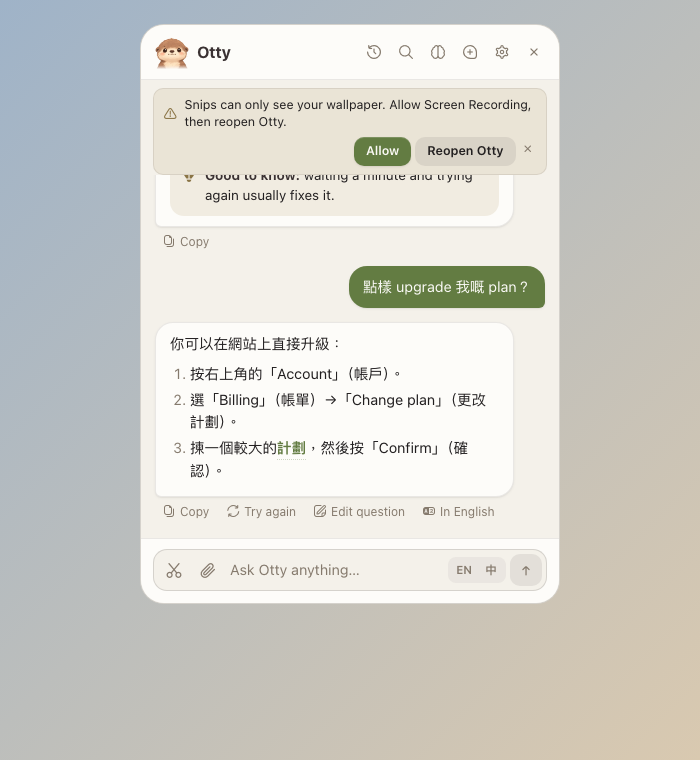 Otty
Snips can only see your wallpaper. Allow Screen Recording,
then reopen Otty.
Allow
Reopen Otty
Good to know: waiting a minute and trying
again usually fixes it.
Copy
點樣 upgrade 我嘅 plan？
你可以在網站上直接升級：
1. 按右上角的「Account」（帳戶）。
2. 選「Billing」（帳單）→「Change plan」（更改
計劃）。
3. 揀一個較大的計劃，然後按「Confirm」（確
認）。
Copy
Try again
Edit question
In English
Ask Otty anything...
EN 中